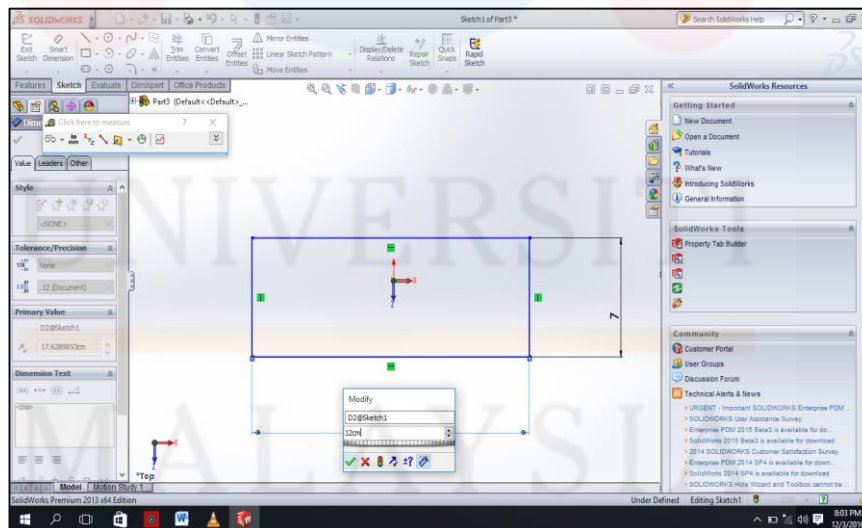 SOLIDWORKS
Sketch1 of Part3 *
Search SolidWorks Help
Exit Sketch
Smart Dimension
Trim Entities
Convert Entities
Offset Entities
Mirror Entities
Linear Sketch Pattern
Move Entities
Display/Delete Relations
Repair Sketch
Quick Snaps
Rapid Sketch
Features Sketch Evaluate DimXpert Office Products
Part3 (Default<<Default>_...
Click here to measure
Value Leaders Other
Style
<NONE>
Tolerance/Precision
None
.12 (Document)
Primary Value
D2@Sketch1
17.6289853cm
Dimension Text
<DIM>
X
Z
7
Modify
D2@Sketch1
12cm
*Top
Model Motion Study 1
SolidWorks Premium 2013 x64 Edition
Under Defined Editing Sketch1
SolidWorks Resources
Getting Started
New Document
Open a Document
Tutorials
What's New
Introducing SolidWorks
General Information
SolidWorks Tools
Property Tab Builder
Community
Customer Portal
User Groups
Discussion Forum
Technical Alerts & News
URGENT - Important SOLIDWORKS Enterprise PDM ...
SOLIDWORKS User Assistance Survey
Enterprise PDM 2015 Beta3 is available for do...
SolidWorks 2015 Beta3 is available for download
2014 SOLIDWORKS Customer Satisfaction Survey
Enterprise PDM 2014 SP4 is available for down...
SolidWorks 2014 SP4 is available for download
SOLIDWORKS Hole Wizard and Toolbox cannot be ...
8:03 PM
UNIVERSITI
MALAYSI